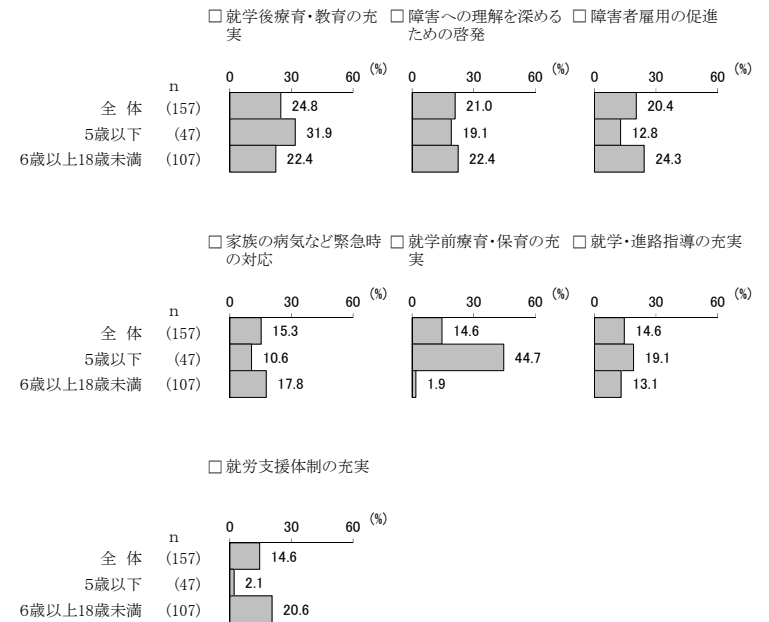 □ 就学後療育・教育の充実
□ 障害への理解を深めるための啓発
□ 障害者雇用の促進
0 30 60 (%)
0 30 60 (%)
0 30 60 (%)
n
全 体 (157) 24.8 21.0 20.4
5歳以下 (47) 31.9 19.1 12.8
6歳以上18歳未満 (107) 22.4 22.4 24.3
□ 家族の病気など緊急時の対応
□ 就学前療育・保育の充実
□ 就学・進路指導の充実
0 30 60 (%)
0 30 60 (%)
0 30 60 (%)
n
全 体 (157) 15.3 14.6 14.6
5歳以下 (47) 10.6 44.7 19.1
6歳以上18歳未満 (107) 17.8 1.9 13.1
□ 就労支援体制の充実
0 30 60 (%)
n
全 体 (157) 14.6
5歳以下 (47) 2.1
6歳以上18歳未満 (107) 20.6